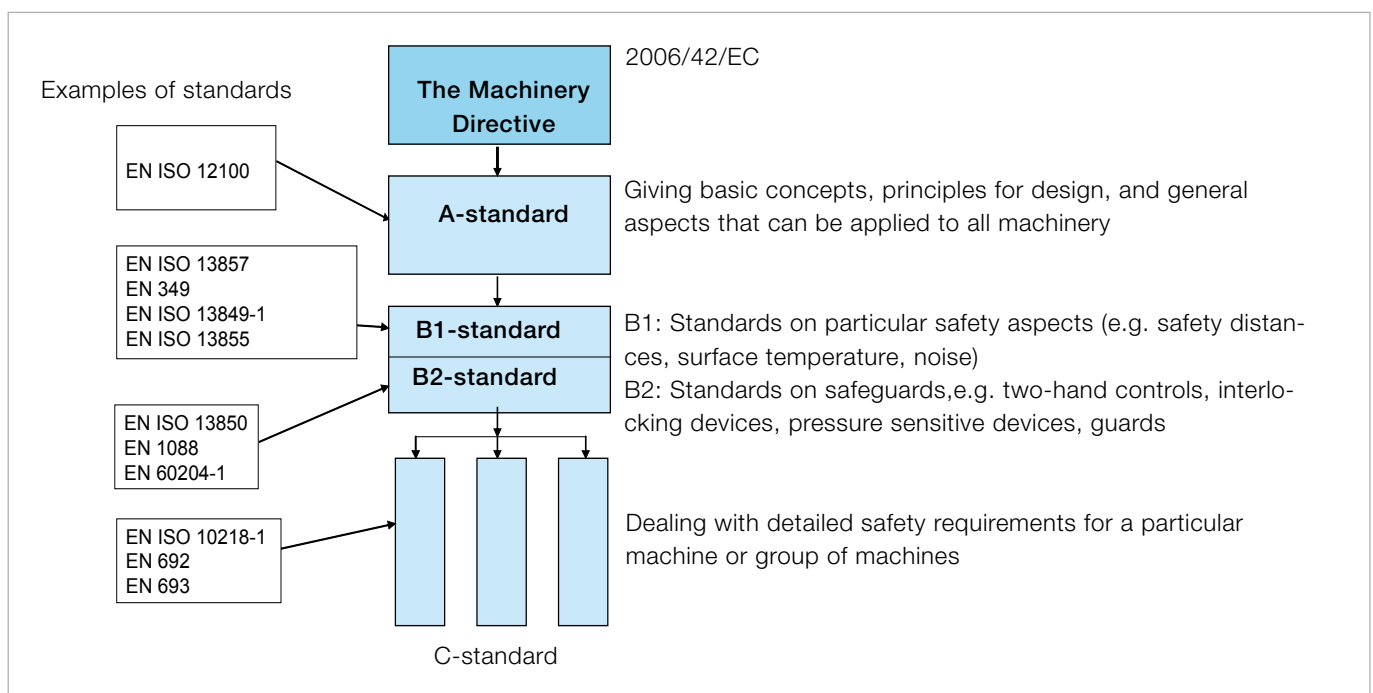 2006/42/EC
Examples of standards
The Machinery
Directive
EN ISO 12100
A-standard
Giving basic concepts, principles for design, and general
aspects that can be applied to all machinery
EN ISO 13857
EN 349
EN ISO 13849-1
EN ISO 13855
B1-standard
B2-standard
B1: Standards on particular safety aspects (e.g. safety distan-
ces, surface temperature, noise)
B2: Standards on safeguards,e.g. two-hand controls, interlo-
cking devices, pressure sensitive devices, guards
EN ISO 13850
EN 1088
EN 60204-1
EN ISO 10218-1
EN 692
EN 693
Dealing with detailed safety requirements for a particular
machine or group of machines
C-standard